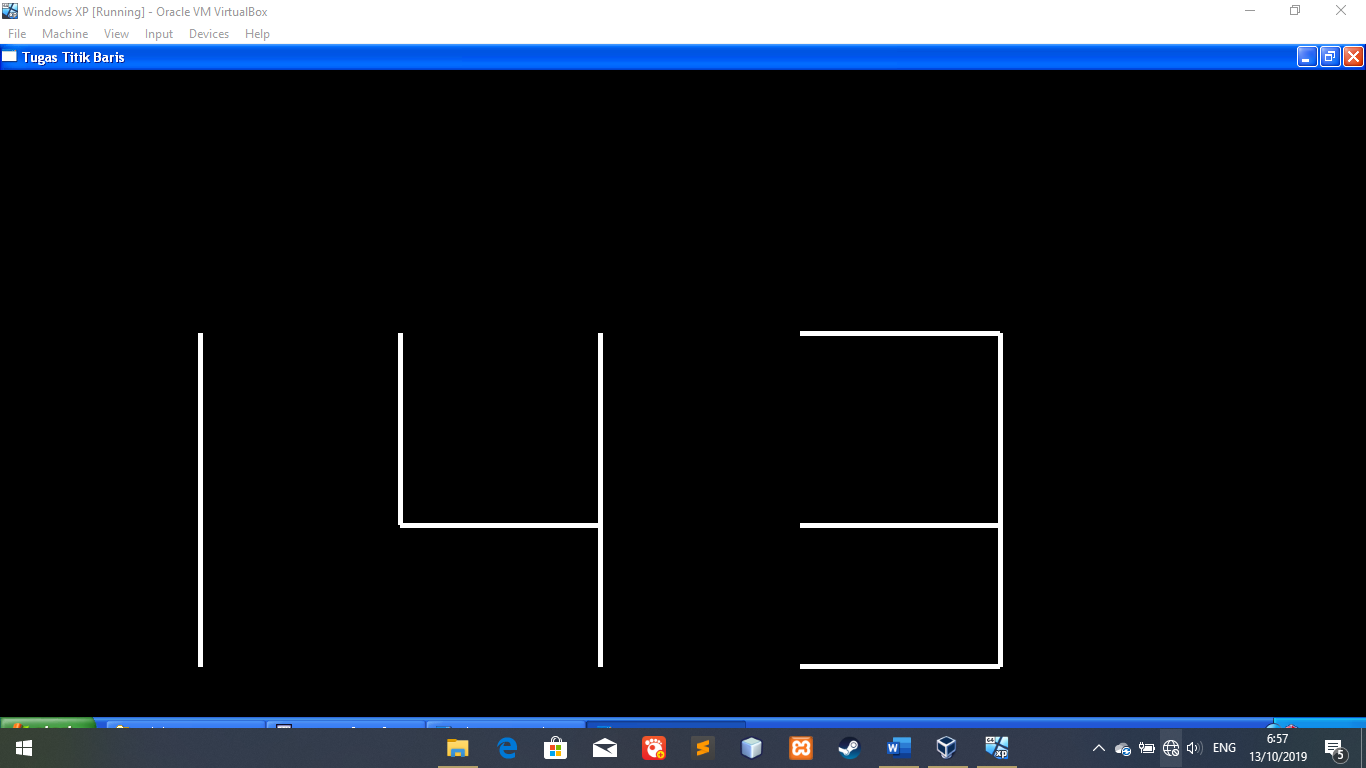 Windows XP [Running] - Oracle VM VirtualBox
File Machine View Input Devices Help
Tugas Titik Baris
143
ENG
6:57
13/10/2019
5